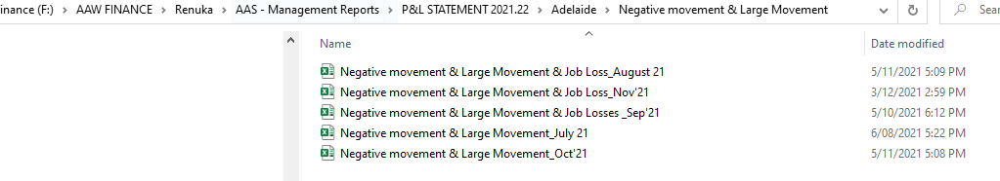 inance (F:) > AAW FINANCE > Renuka > AAS - Management Reports > P&L STATEMENT 2021.22 > Adelaide > Negative movement & Large Movement Sear
Name Date modified
Negative movement & Large Movement & Job Loss_August 21 5/11/2021 5:09 PM
Negative movement & Large Movement & Job Loss_Nov'21 3/12/2021 2:59 PM
Negative movement & Large Movement & Job Losses _Sep'21 5/10/2021 6:12 PM
Negative movement & Large Movement_July 21 6/08/2021 5:22 PM
Negative movement & Large Movement_Oct'21 5/11/2021 5:08 PM